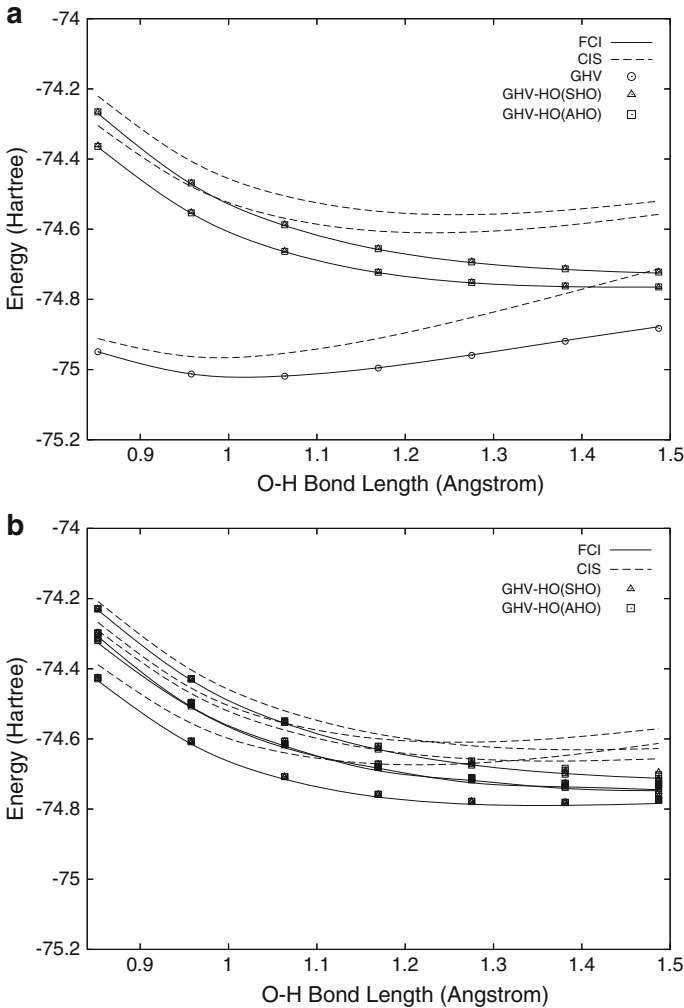 a
-74
-74.2
-74.4
-74.6
-74.8
-75
-75.2
Energy (Hartree)
FCI
CIS
GHV
GHV-HO(SHO)
GHV-HO(AHO)
0.9 1 1.1 1.2 1.3 1.4 1.5
O-H Bond Length (Angstrom)
b
-74
-74.2
-74.4
-74.6
-74.8
-75
-75.2
Energy (Hartree)
FCI
CIS
GHV-HO(SHO)
GHV-HO(AHO)
0.9 1 1.1 1.2 1.3 1.4 1.5
O-H Bond Length (Angstrom)